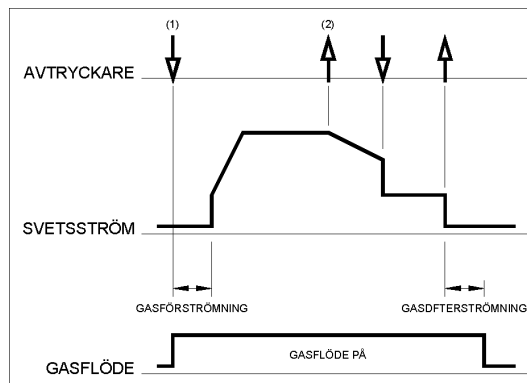 (1) (2)
AVTRYCKARE
SVETSSTRÖM
GASFÖRSTRÖMNING GASDFTERSTRÖMNING
GASFLÖDE PÅ
GASFLÖDE